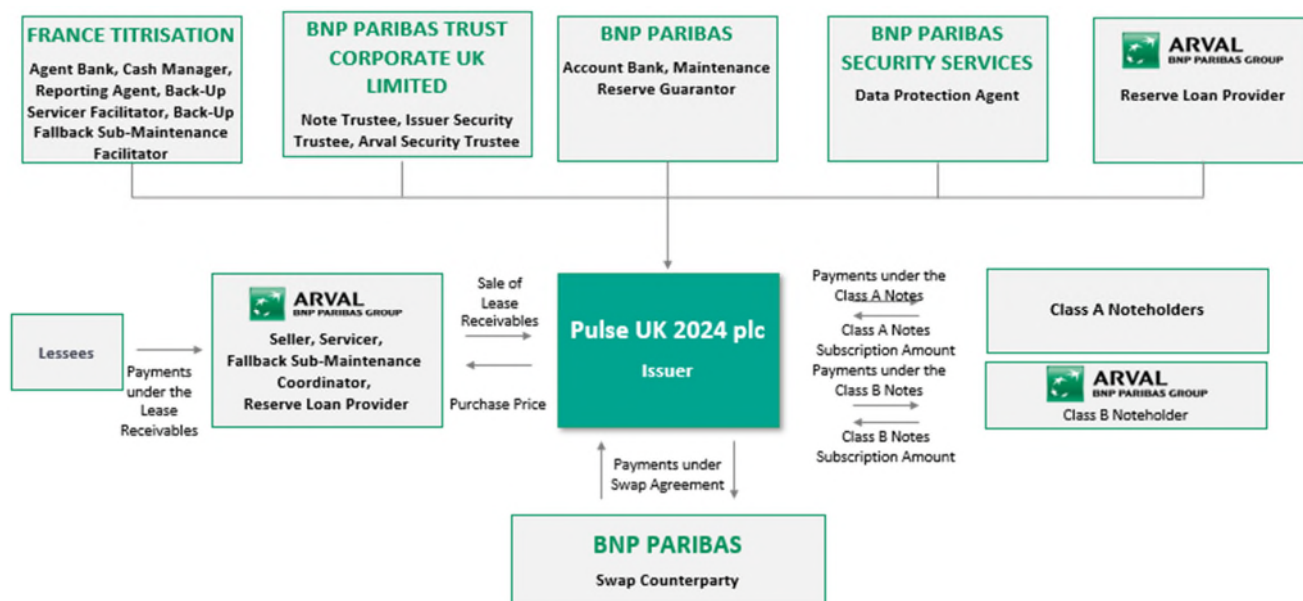 FRANCE TITRISATION
Agent Bank, Cash Manager,
Reporting Agent, Back-Up
Servicer Facilitator, Back-Up
Fallback Sub-Maintenance
Facilitator
BNP PARIBAS TRUST
CORPORATE UK
LIMITED
Note Trustee, Issuer Security
Trustee, Arval Security Trustee
BNP PARIBAS
Account Bank, Maintenance
Reserve Guarantor
BNP PARIBAS
SECURITY SERVICES
Data Protection Agent
ARVAL
BNP PARIBAS GROUP
Reserve Loan Provider
Lessees
Payments
under the
Lease
Receivables
ARVAL
BNP PARIBAS GROUP
Seller, Servicer,
Fallback Sub-Maintenance
Coordinator,
Reserve Loan Provider
Sale of
Lease
Receivables
Purchase Price
Pulse UK 2024 plc
Issuer
Payments under the
Class A Notes
Class A Notes
Subscription Amount
Payments under the
Class B Notes
Class B Notes
Subscription Amount
Class A Noteholders
ARVAL
BNP PARIBAS GROUP
Class B Noteholder
Payments under
Swap Agreement
BNP PARIBAS
Swap Counterparty